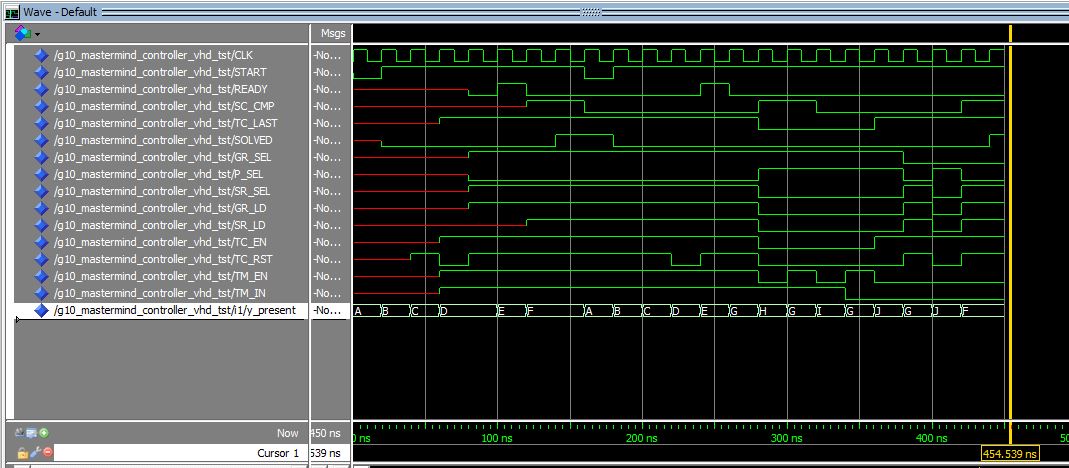 Wave - Default
Msgs
/g10_mastermind_controller_vhd_tst/CLK -No...
/g10_mastermind_controller_vhd_tst/START -No...
/g10_mastermind_controller_vhd_tst/READY -No...
/g10_mastermind_controller_vhd_tst/SC_CMP -No...
/g10_mastermind_controller_vhd_tst/TC_LAST -No...
/g10_mastermind_controller_vhd_tst/SOLVED -No...
/g10_mastermind_controller_vhd_tst/GR_SEL -No...
/g10_mastermind_controller_vhd_tst/P_SEL -No...
/g10_mastermind_controller_vhd_tst/SR_SEL -No...
/g10_mastermind_controller_vhd_tst/GR_LD -No...
/g10_mastermind_controller_vhd_tst/SR_LD -No...
/g10_mastermind_controller_vhd_tst/TC_EN -No...
/g10_mastermind_controller_vhd_tst/TC_RST -No...
/g10_mastermind_controller_vhd_tst/TM_EN -No...
/g10_mastermind_controller_vhd_tst/TM_IN -No...
/g10_mastermind_controller_vhd_tst/i1/y_present -No... A B C D E F A B C D E G H G I G J G J F
Now 450 ns 0 ns 100 ns 200 ns 300 ns 400 ns
Cursor 1 539 ns 454.539 ns